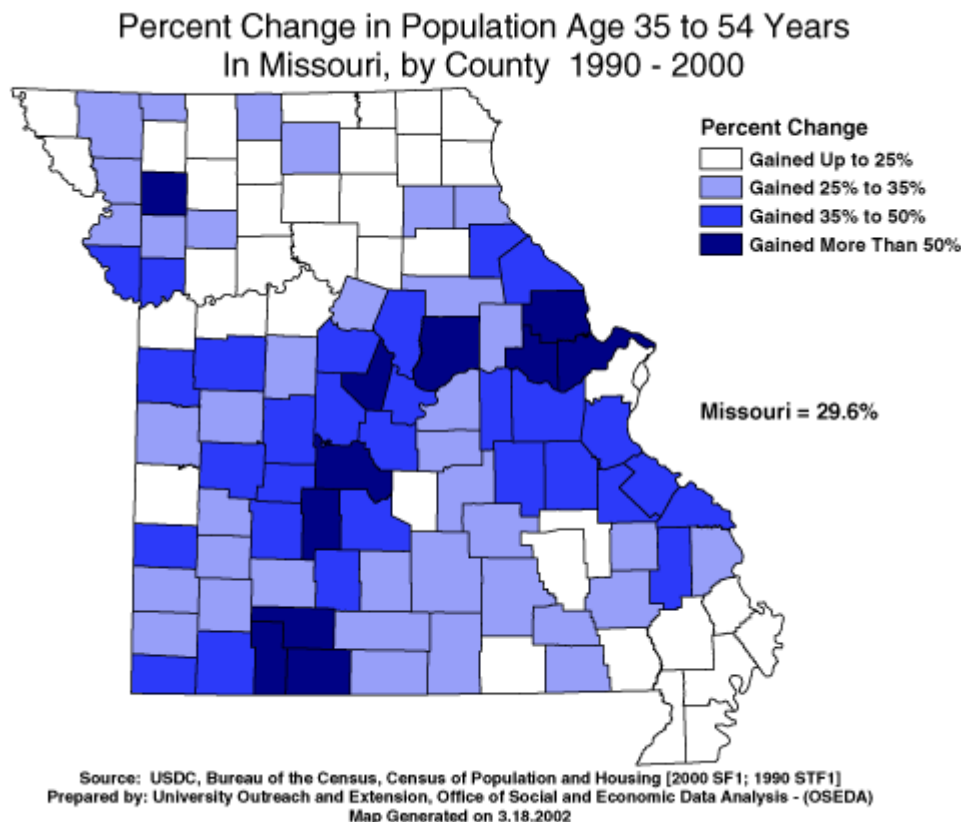 Percent Change in Population Age 35 to 54 Years
In Missouri, by County 1990 - 2000
Percent Change
Gained Up to 25%
Gained 25% to 35%
Gained 35% to 50%
Gained More Than 50%
Missouri = 29.6%
Source: USDC, Bureau of the Census, Census of Population and Housing [2000 SF1; 1990 STF1]
Prepared by: University Outreach and Extension, Office of Social and Economic Data Analysis - (OSEDA)
Map Generated on 3.18.2002